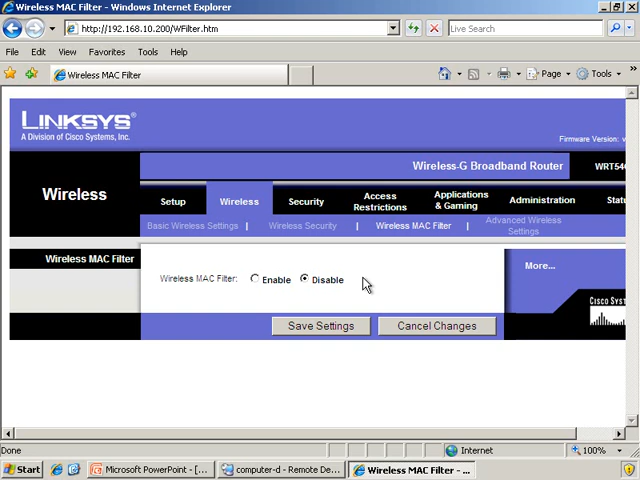 Wireless MAC Filter - Windows Internet Explorer
http://192.168.10.200/WFilter.htm
Live Search
File Edit View Favorites Tools Help
Wireless MAC Filter
Page Tools
LINKSYS®
A Division of Cisco Systems, Inc.
Firmware Version: v
Wireless-G Broadband Router WRT54G
Wireless
Setup Wireless Security Access Restrictions Applications & Gaming Administration Statu
Basic Wireless Settings | Wireless Security | Wireless MAC Filter | Advanced Wireless Settings
Wireless MAC Filter
Wireless MAC Filter: Enable Disable
More...
CISCO SYST
Save Settings Cancel Changes
Done Internet 100%
Start Microsoft PowerPoint - [... computer-d - Remote De... Wireless MAC Filter - ...